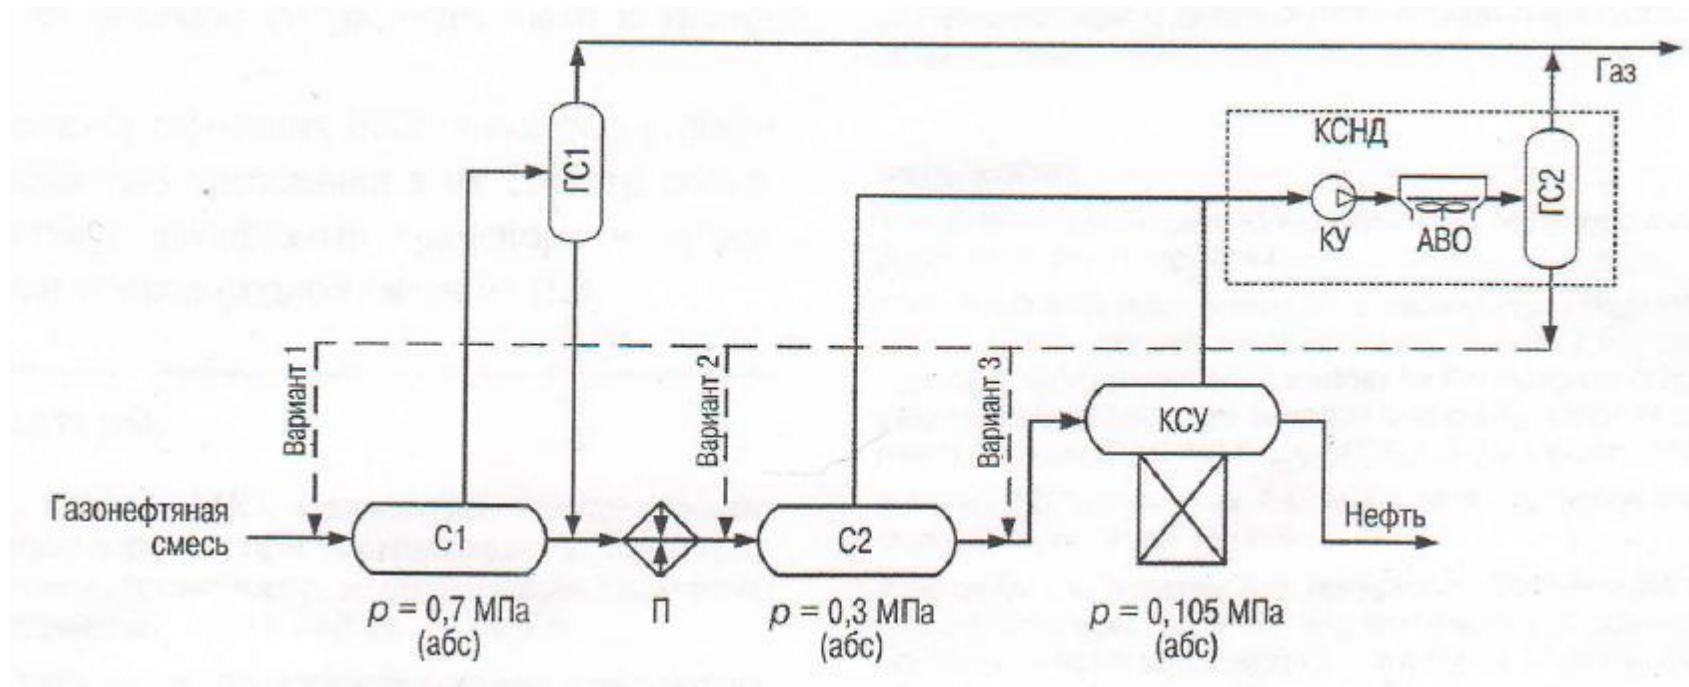 Газ
КСНД
ГС1
ГС2
КУ
АВО
Вариант 1
Вариант 2
Вариант 3
КСУ
Газонефтяная
смесь
С1
С2
Нефть
p = 0,7 МПа
(абс)
П
p = 0,3 МПа
(абс)
p = 0,105 МПа
(абс)